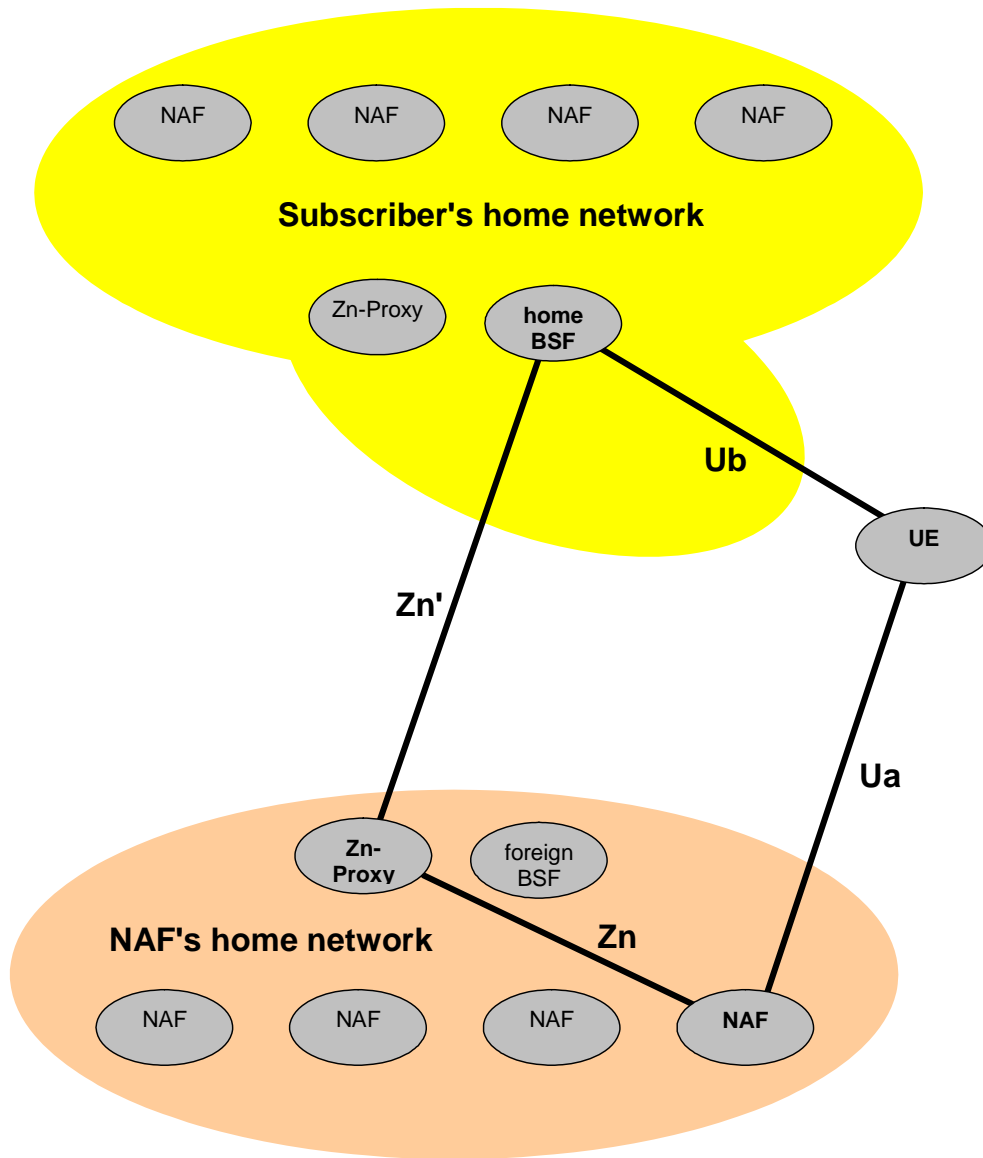 NAF
NAF
NAF
NAF
Subscriber's home network
Zn-Proxy
home
BSF
Ub
UE
Zn'
Ua
Zn-
Proxy
foreign
BSF
NAF's home network
Zn
NAF
NAF
NAF
NAF